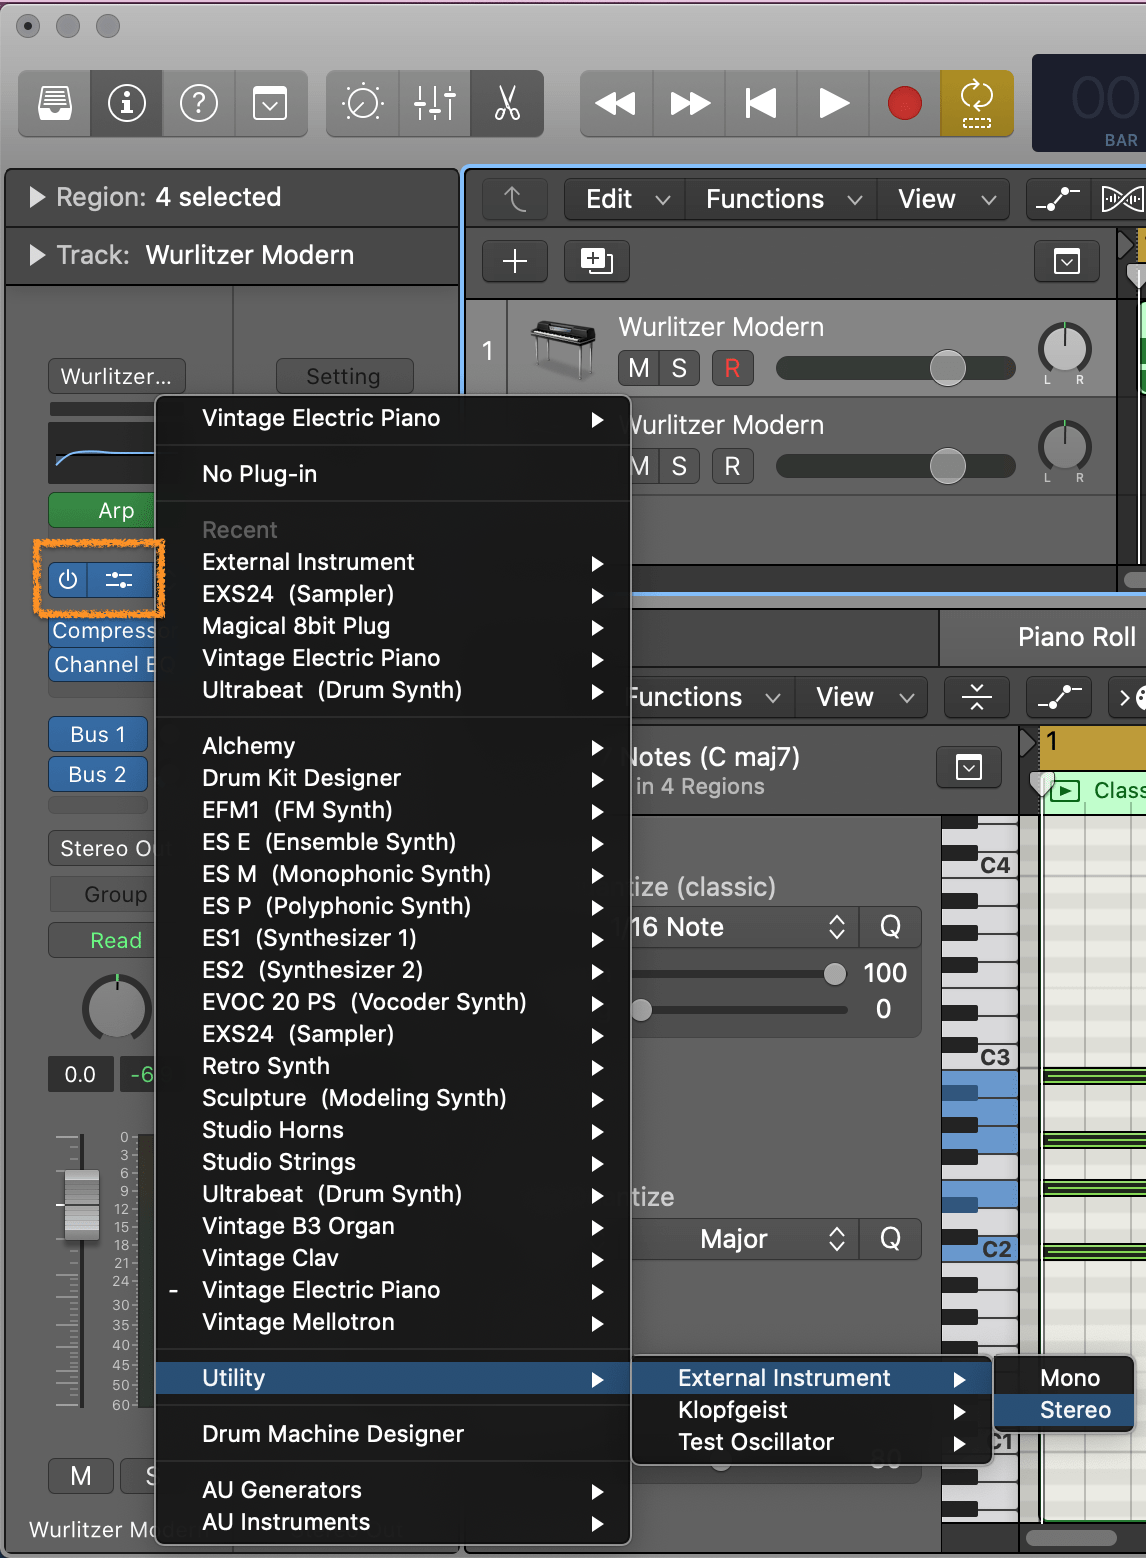 00
BAR
Region: 4 selected
Edit
Functions
View
Track: Wurlitzer Modern
1
Wurlitzer Modern
M
S
R
L
R
Wurlitzer...
Setting
Vintage Electric Piano
Wurlitzer Modern
M
S
R
L
R
No Plug-in
Arp
Recent
External Instrument
EXS24 (Sampler)
Magical 8bit Plug
Vintage Electric Piano
Ultrabeat (Drum Synth)
Compressor
Channel EQ
Piano Roll
Functions
View
Bus 1
Bus 2
Alchemy
Drum Kit Designer
EFM1 (FM Synth)
ES E (Ensemble Synth)
ES M (Monophonic Synth)
ES P (Polyphonic Synth)
ES1 (Synthesizer 1)
ES2 (Synthesizer 2)
EVOC 20 PS (Vocoder Synth)
EXS24 (Sampler)
Retro Synth
Sculpture (Modeling Synth)
Studio Horns
Studio Strings
Ultrabeat (Drum Synth)
Vintage B3 Organ
Vintage Clav
- Vintage Electric Piano
Vintage Mellotron
Notes (C maj7)
in 4 Regions
1
Class
Stereo Ou
Group
Read
tize (classic)
/16 Note
Q
100
0
C4
C3
C2
C1
0.0
-6
0
3
6
9
12
15
18
21
24
30
35
40
45
50
60
tize
Major
Q
Utility
External Instrument
Klopfgeist
Test Oscillator
Mono
Stereo
80
Drum Machine Designer
AU Generators
AU Instruments
M
S
Wurlitzer Mode